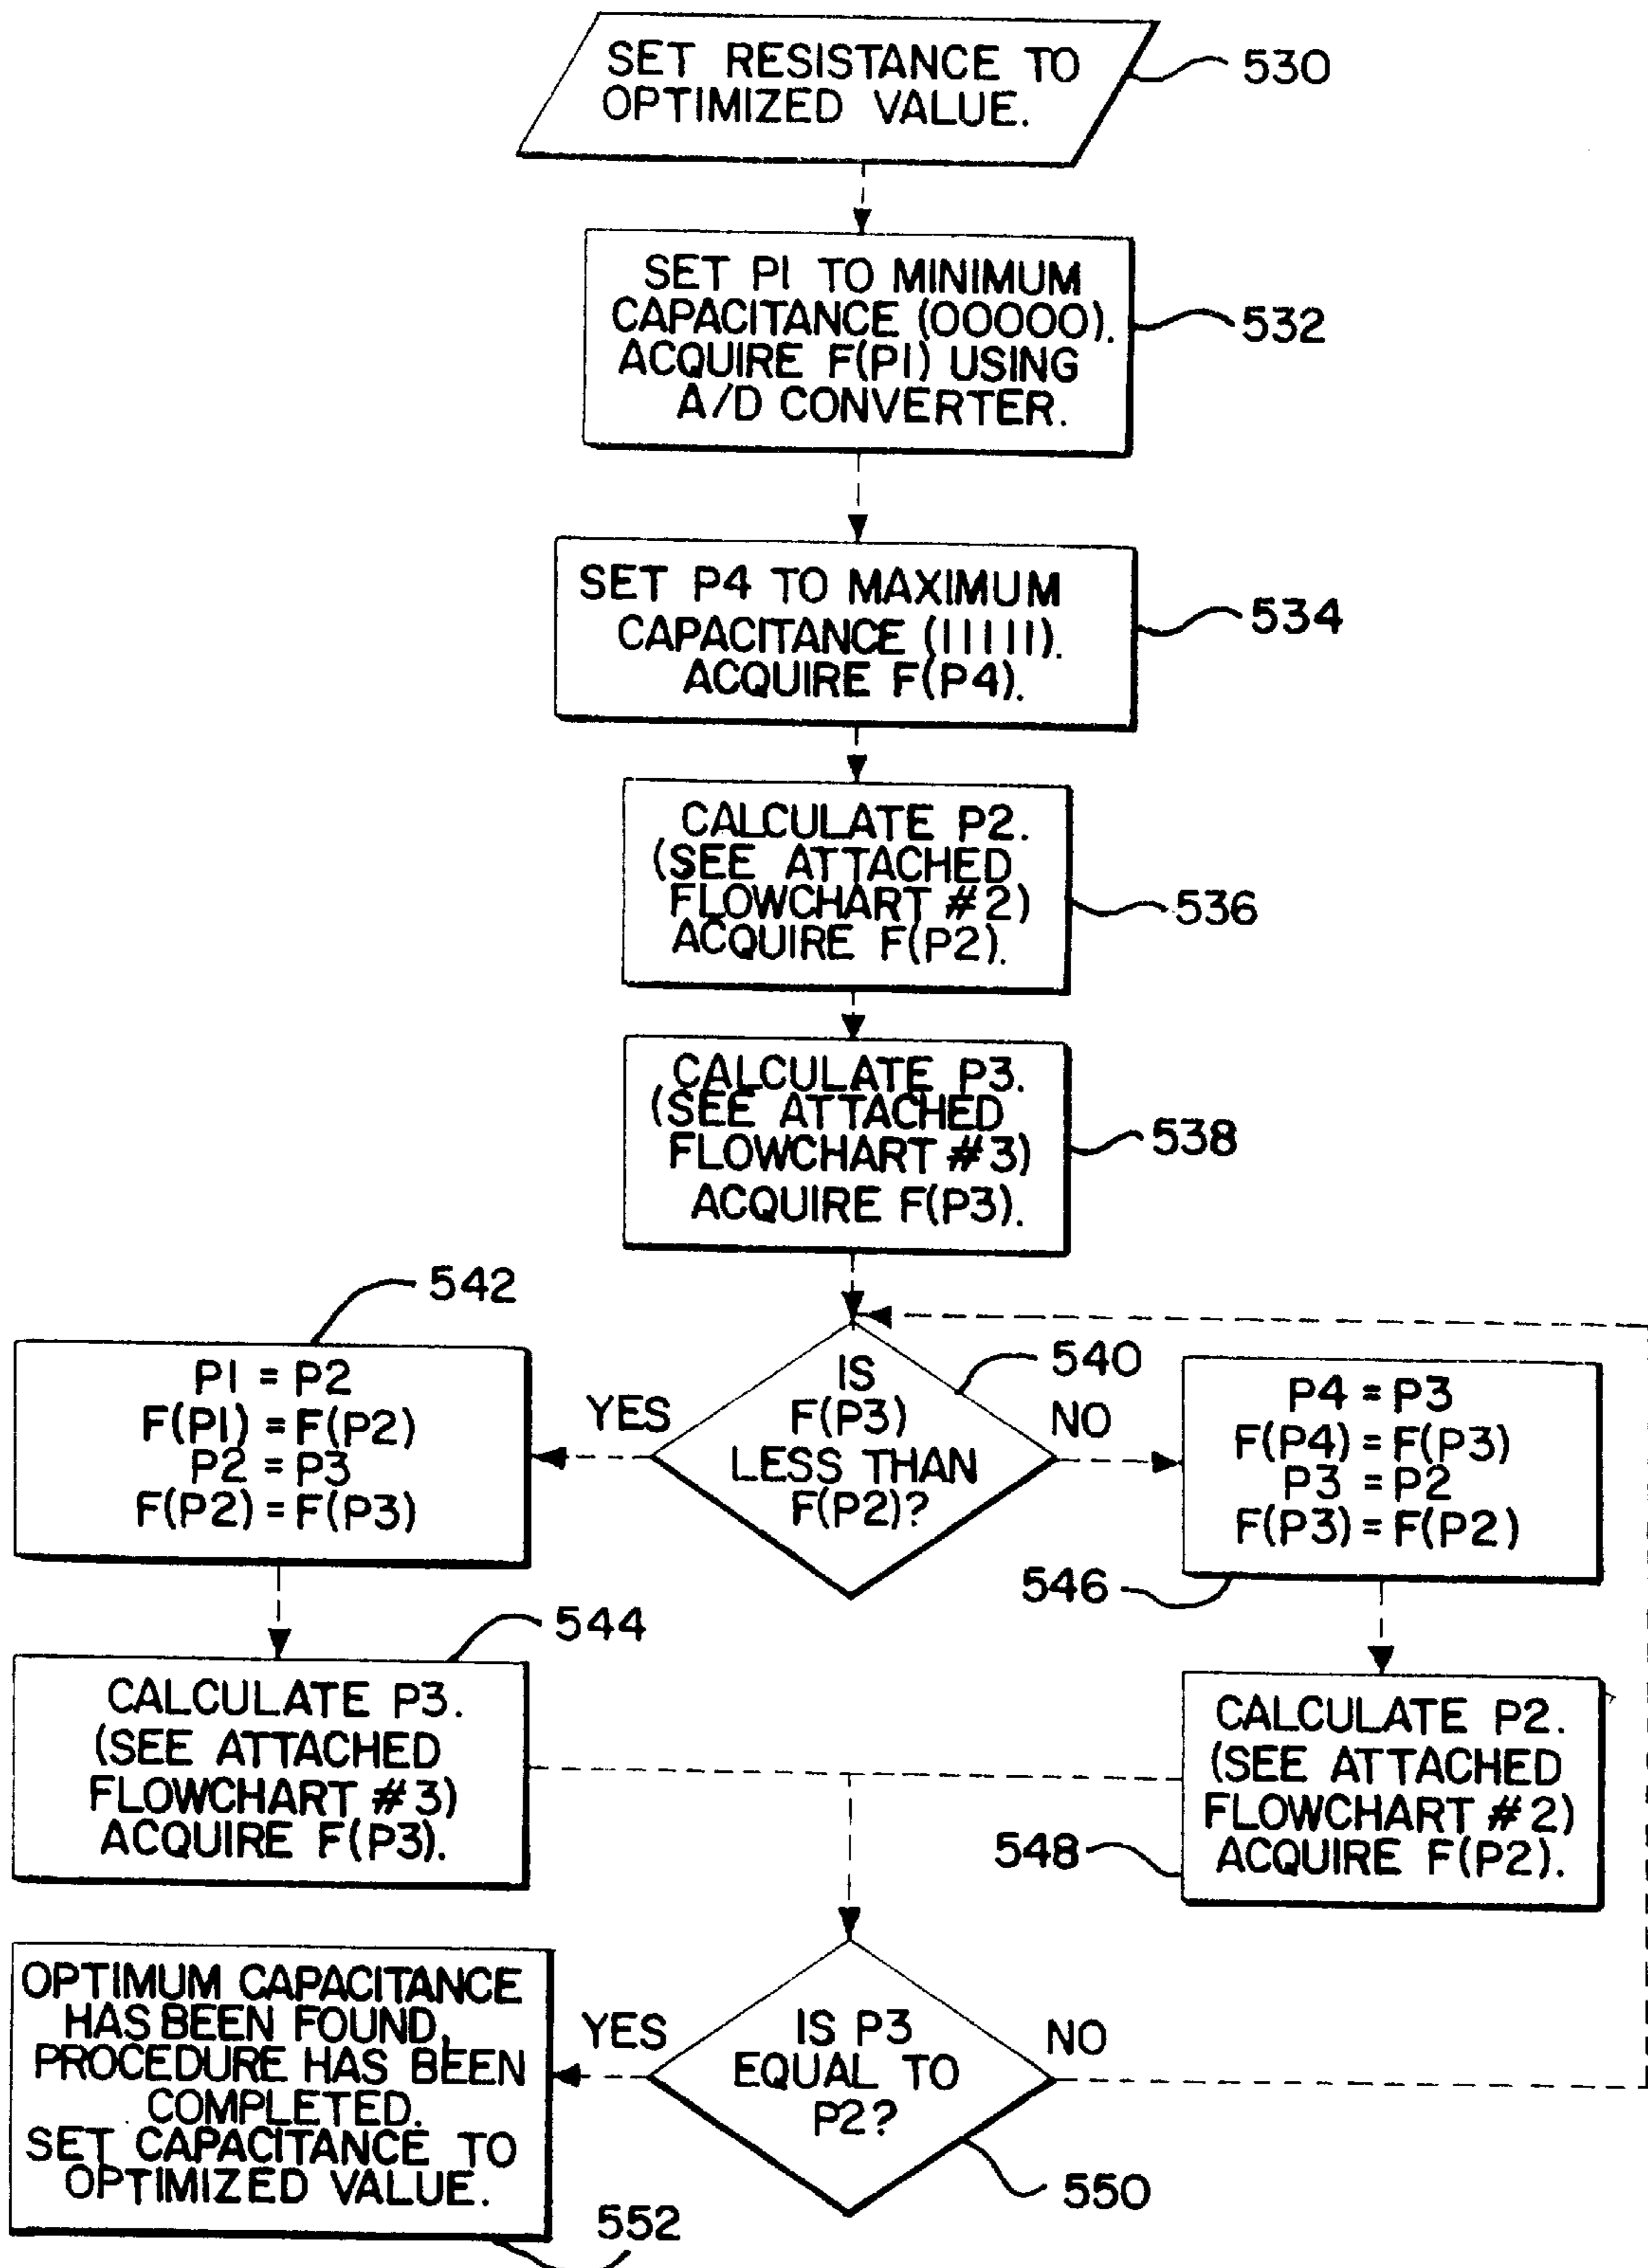 SET RESISTANCE TO
OPTIMIZED VALUE.
530
SET P1 TO MINIMUM
CAPACITANCE (00000).
ACQUIRE F(P1) USING
A/D CONVERTER.
532
SET P4 TO MAXIMUM
CAPACITANCE (11111).
ACQUIRE F(P4).
534
CALCULATE P2.
(SEE ATTACHED
FLOWCHART #2)
ACQUIRE F(P2).
536
CALCULATE P3.
(SEE ATTACHED
FLOWCHART #3)
ACQUIRE F(P3).
538
542
P1 = P2
F(P1) = F(P2)
P2 = P3
F(P2) = F(P3)
YES
IS
F(P3)
LESS THAN
F(P2)?
540
NO
P4 = P3
F(P4) = F(P3)
P3 = P2
F(P3) = F(P2)
546
544
CALCULATE P3.
(SEE ATTACHED
FLOWCHART #3)
ACQUIRE F(P3).
CALCULATE P2.
(SEE ATTACHED
FLOWCHART #2)
ACQUIRE F(P2).
548
OPTIMUM CAPACITANCE
HAS BEEN FOUND,
PROCEDURE HAS BEEN
COMPLETED.
SET CAPACITANCE TO
OPTIMIZED VALUE.
552
YES
IS P3
EQUAL TO
P2?
NO
550